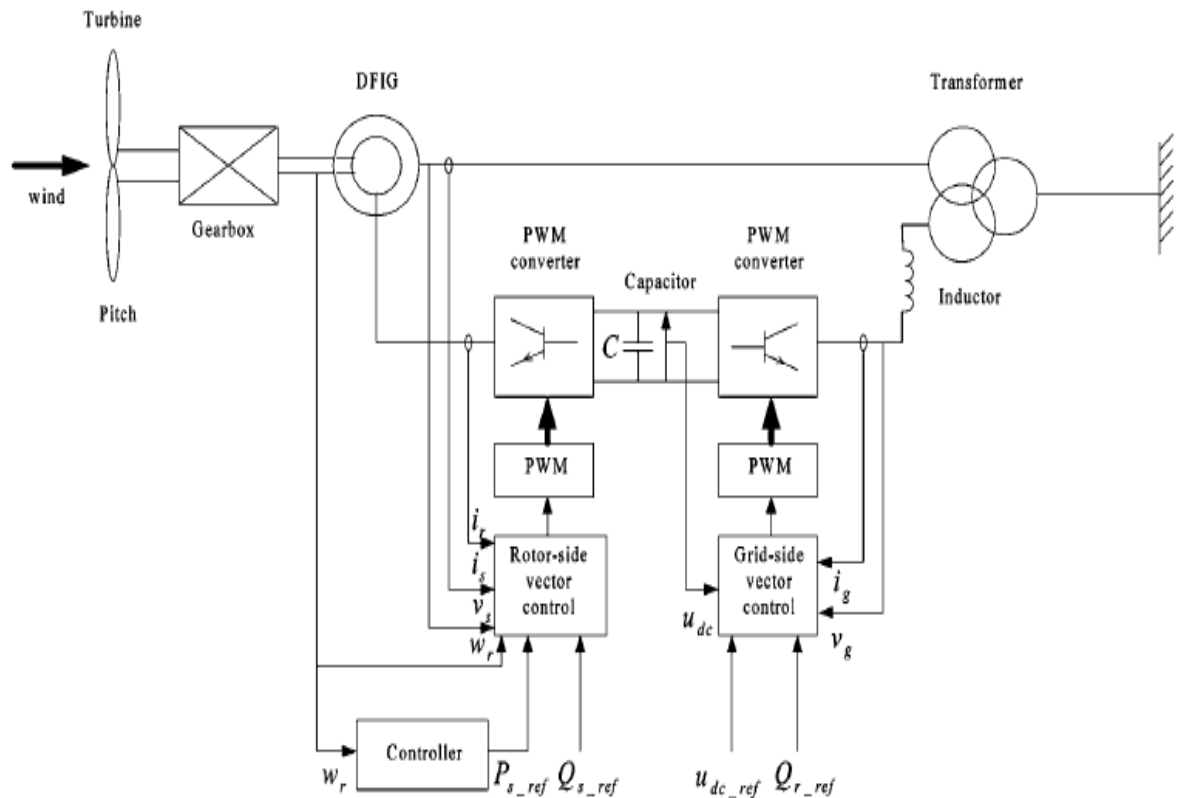 Turbine
DFIG
Transformer
wind
Gearbox
Pitch
PWM
converter
Capacitor
PWM
converter
Inductor
C
PWM
PWM
i_r
i_s
v_s
w_r
Rotor-side
vector
control
u_dc
Grid-side
vector
control
i_g
v_g
w_r
Controller
P_s_ref
Q_s_ref
u_dc_ref
Q_r_ref